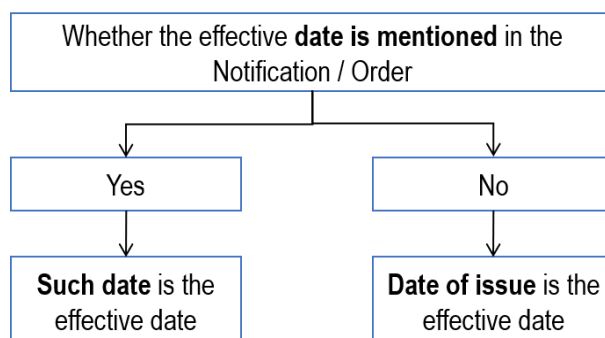 Whether the effective date is mentioned in the
Notification / Order
Yes
No
Such date is the
effective date
Date of issue is the
effective date